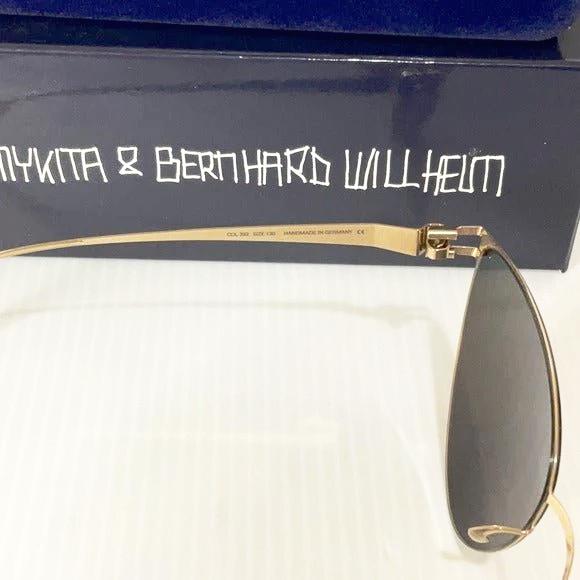 MYKITA & BERNHARD WILLHELM
COL. 392 SIZE 130 HANDMADE IN GERMANY CE